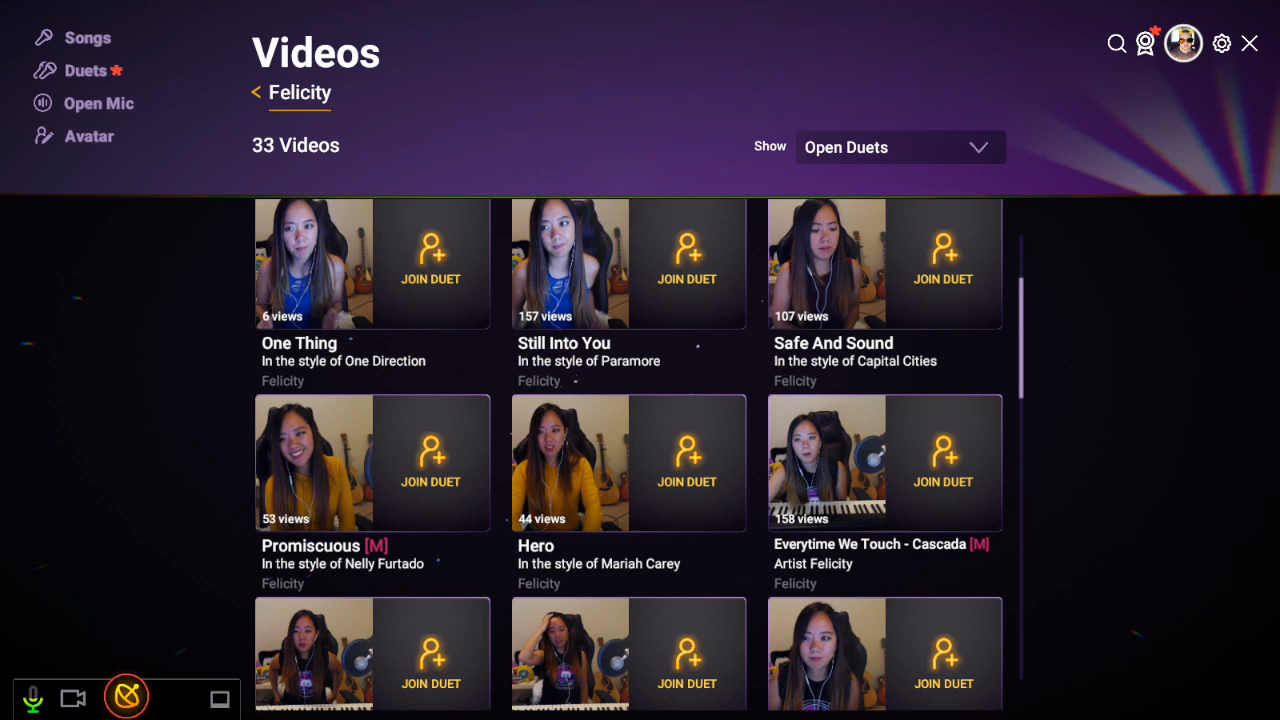 Songs
Duets *
Open Mic
Avatar
Videos
< Felicity
33 Videos
Show
Open Duets
JOIN DUET
JOIN DUET
JOIN DUET
6 views
157 views
107 views
One Thing
In the style of One Direction
Felicity
Still Into You
In the style of Paramore
Felicity
Safe And Sound
In the style of Capital Cities
Felicity
JOIN DUET
JOIN DUET
JOIN DUET
53 views
44 views
158 views
Promiscuous [M]
In the style of Nelly Furtado
Felicity
Hero
In the style of Mariah Carey
Felicity
Everytime We Touch - Cascada [M]
Artist Felicity
Felicity
JOIN DUET
JOIN DUET
JOIN DUET